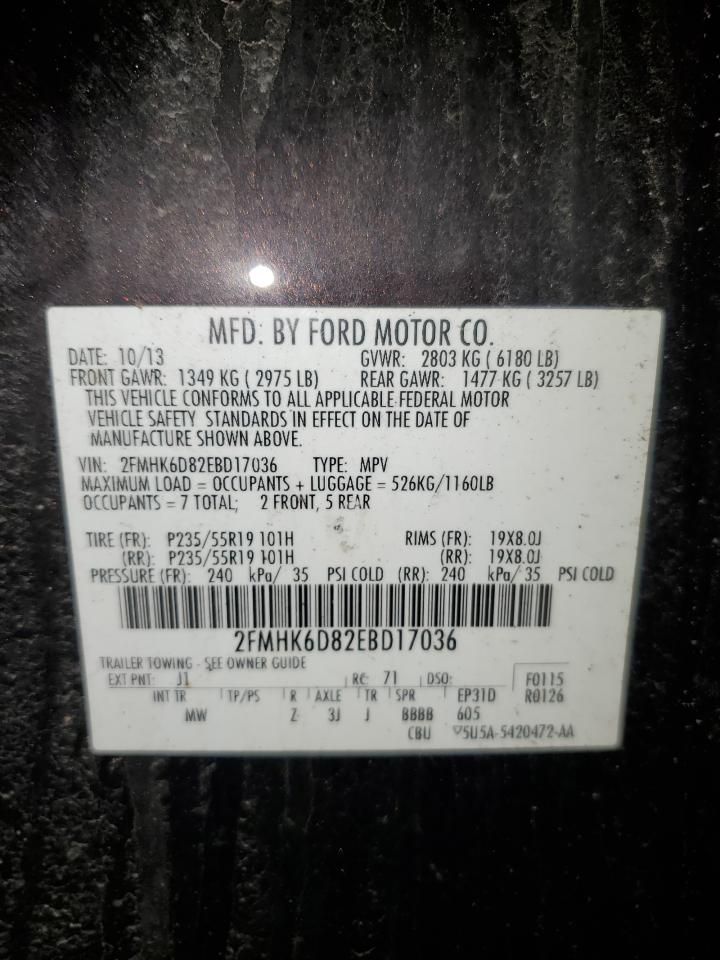 MFD. BY FORD MOTOR CO.
DATE: 10/13 GVWR: 2803 KG ( 6180 LB)
FRONT GAWR: 1349 KG ( 2975 LB) REAR GAWR: 1477 KG ( 3257 LB)
THIS VEHICLE CONFORMS TO ALL APPLICABLE FEDERAL MOTOR
VEHICLE SAFETY STANDARDS IN EFFECT ON THE DATE OF
MANUFACTURE SHOWN ABOVE.
VIN: 2FMHK6D82EBD17036 TYPE: MPV
MAXIMUM LOAD = OCCUPANTS + LUGGAGE = 526KG/1160LB
OCCUPANTS = 7 TOTAL; 2 FRONT, 5 REAR
TIRE (FR): P235/55R19 101H RIMS (FR): 19X8.0J
(RR): P235/55R19 101H (RR): 19X8.0J
PRESSURE (FR): 240 kPa/ 35 PSI COLD (RR): 240 kPa/ 35 PSI COLD
2FMHK6D82EBD17036
TRAILER TOWING - SEE OWNER GUIDE
EXT PNT: J1 RC: 71 DSO: F0115
INT TR TP/PS R AXLE TR SPR EP31D R0126
MW Z 3J J BBBB 605
CBU 5U5A-5420472-AA